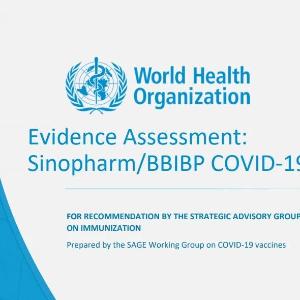 World Health
Organization
Evidence Assessment:
Sinopharm/BBIBP COVID-19
FOR RECOMMENDATION BY THE STRATEGIC ADVISORY GROUP
ON IMMUNIZATION
Prepared by the SAGE Working Group on COVID-19 vaccines